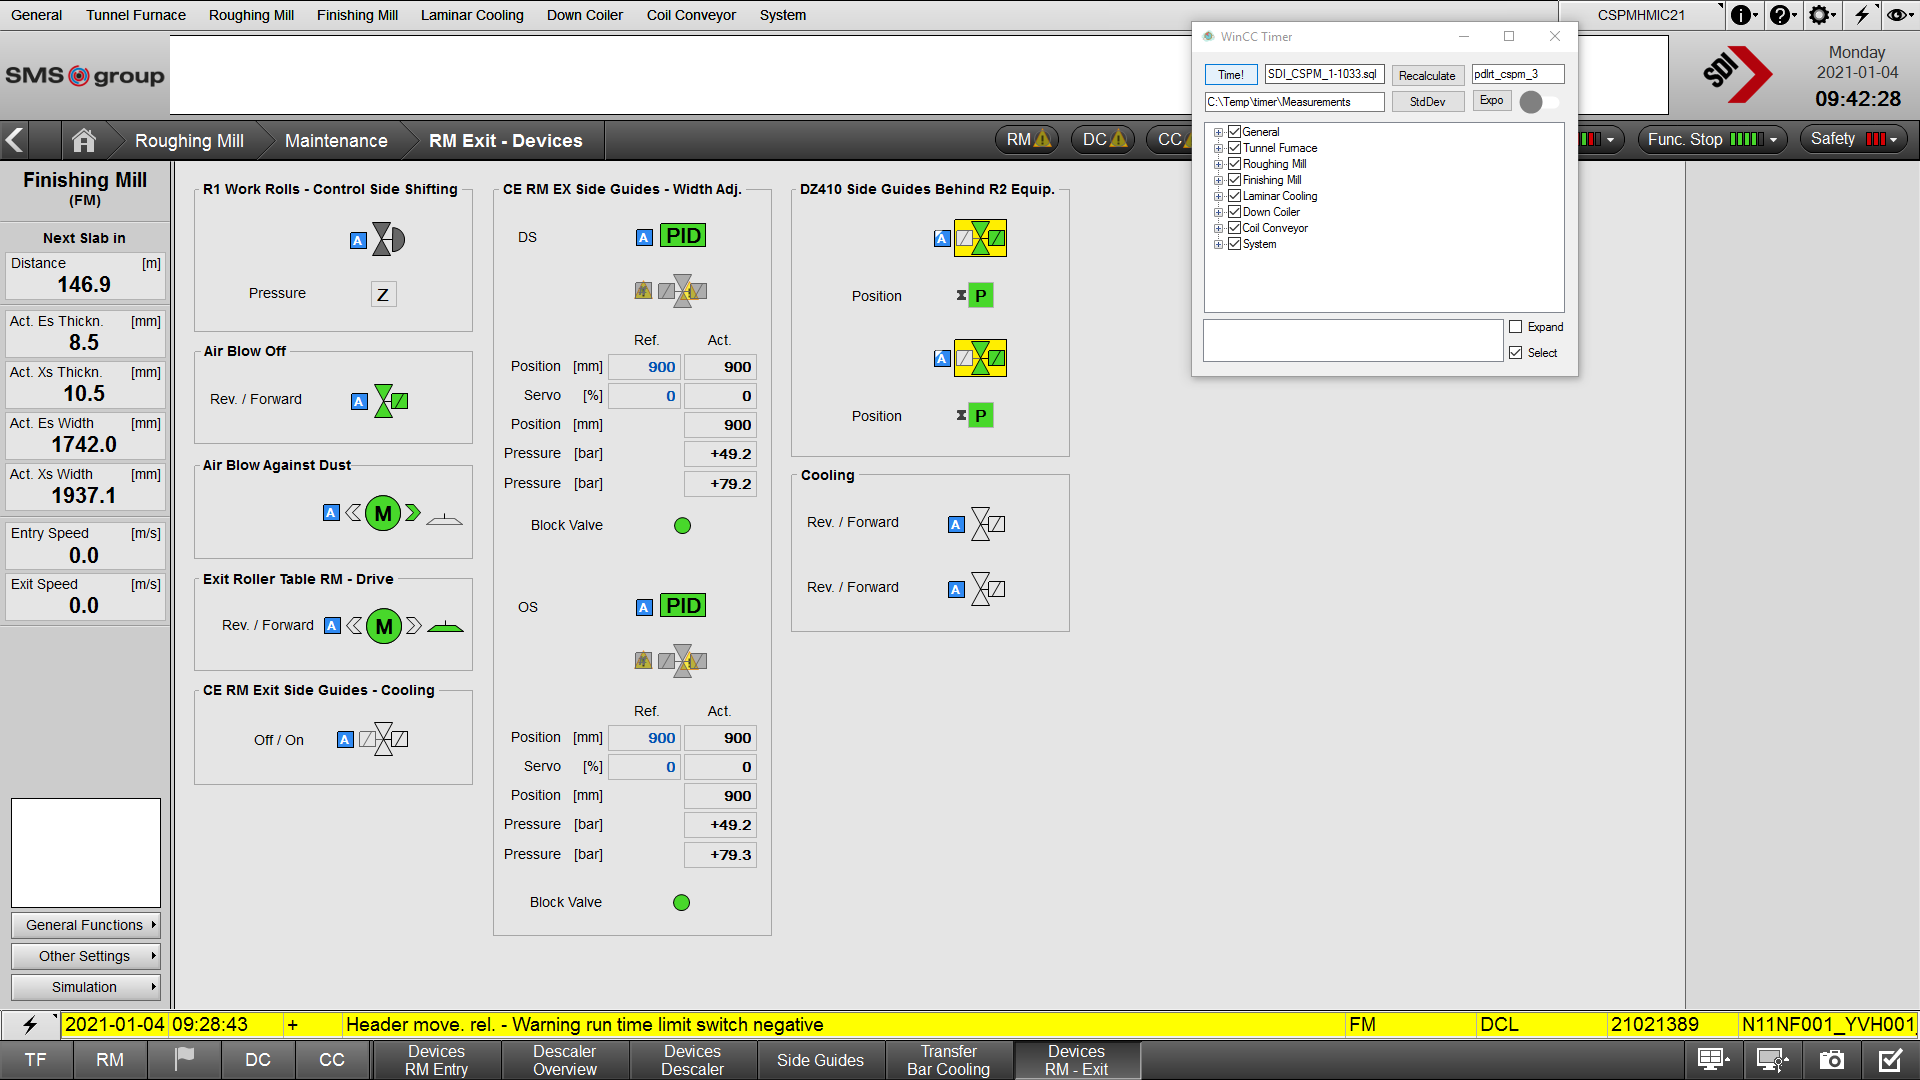 General Tunnel Furnace Roughing Mill Finishing Mill Laminar Cooling Down Coiler Coil Conveyor System CSPMHMIC21
SMS group
SDI
Monday
2021-01-04
09:42:28
WinCC Timer
Time! SDI_CSPM_1-1033.sql Recalculate pdlrt_cspm_3
C:\Temp\timer\Measurements StdDev Expo
General
Tunnel Furnace
Roughing Mill
Finishing Mill
Laminar Cooling
Down Coiler
Coil Conveyor
System
Expand
Select
Roughing Mill Maintenance RM Exit - Devices RM DC CC Func. Stop Safety
Finishing Mill
(FM)
Next Slab in
Distance [m]
146.9
Act. Es Thickn. [mm]
8.5
Act. Xs Thickn. [mm]
10.5
Act. Es Width [mm]
1742.0
Act. Xs Width [mm]
1937.1
Entry Speed [m/s]
0.0
Exit Speed [m/s]
0.0
General Functions
Other Settings
Simulation
R1 Work Rolls - Control Side Shifting
A
Pressure Z
Air Blow Off
Rev. / Forward A
Air Blow Against Dust
A M
Exit Roller Table RM - Drive
Rev. / Forward A M
CE RM Exit Side Guides - Cooling
Off / On A
CE RM EX Side Guides - Width Adj.
DS A PID
Ref. Act.
Position [mm] 900 900
Servo [%] 0 0
Position [mm] 900
Pressure [bar] +49.2
Pressure [bar] +79.2
Block Valve
OS A PID
Ref. Act.
Position [mm] 900 900
Servo [%] 0 0
Position [mm] 900
Pressure [bar] +49.2
Pressure [bar] +79.3
Block Valve
DZ410 Side Guides Behind R2 Equip.
A
Position P
A
Position P
Cooling
Rev. / Forward A
Rev. / Forward A
2021-01-04 09:28:43 + Header move. rel. - Warning run time limit switch negative FM DCL 21021389 N11NF001_YVH001_
TF RM DC CC
Devices
RM Entry
Descaler
Overview
Devices
Descaler
Side Guides
Transfer
Bar Cooling
Devices
RM - Exit